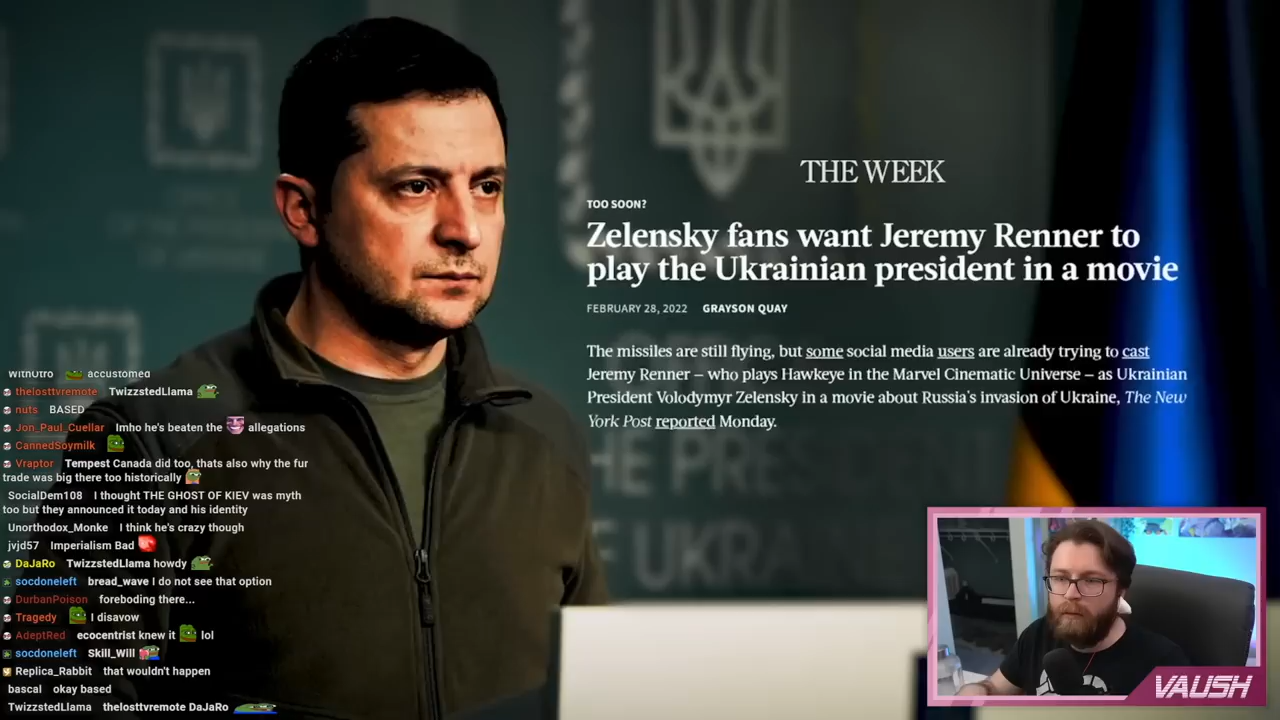 THE WEEK
TOO SOON?
Zelensky fans want Jeremy Renner to
play the Ukrainian president in a movie
FEBRUARY 28, 2022 GRAYSON QUAY
The missiles are still flying, but some social media users are already trying to cast
Jeremy Renner – who plays Hawkeye in the Marvel Cinematic Universe – as Ukrainian
President Volodymyr Zelensky in a movie about Russia's invasion of Ukraine, The New
York Post reported Monday.
HE PRESIDENT
F UKRAIN
accustomed
thelosttvremote TwizzstedLlama
nuts BASED
Jon_Paul_Cuellar Imho he's beaten the allegations
CannedSoymilk
Vraptor Tempest Canada did too, thats also why the fur
trade was big there too historically
SocialDem108 I thought THE GHOST OF KIEV was myth
too but they announced it today and his identity
Unorthodox_Monke I think he's crazy though
jvjd57 Imperialism Bad
DaJaRo TwizzstedLlama howdy
socdoneleft bread_wave I do not see that option
DurbanPoison foreboding there...
Tragedy I disavow
AdeptRed ecocentrist knew it lol
socdoneleft Skill_Will
Replica_Rabbit that wouldn't happen
bascal okay based
TwizzstedLlama thelosttvremote DaJaRo
VAUSH